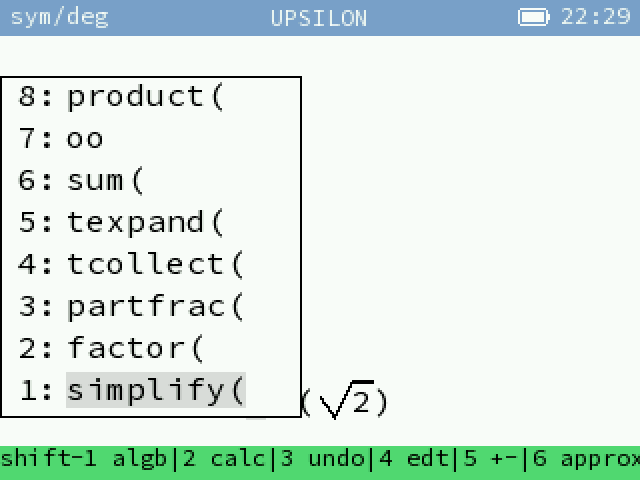 sym/deg UPSILON 22:29
8: product(
7: oo
6: sum(
5: texpand(
4: tcollect(
3: partfrac(
2: factor(
1: simplify( (√2)
shift-1 algb|2 calc|3 undo|4 edt|5 +-|6 approx